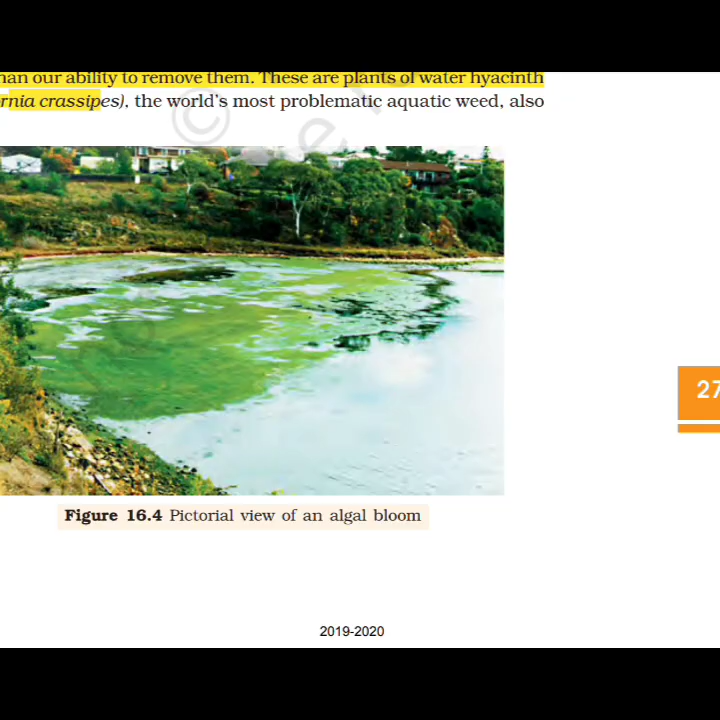 an our ability to remove them. These are plants of water hyacinth
rnia crassipes), the world's most problematic aquatic weed, also
©
Figure 16.4 Pictorial view of an algal bloom
27
2019-2020